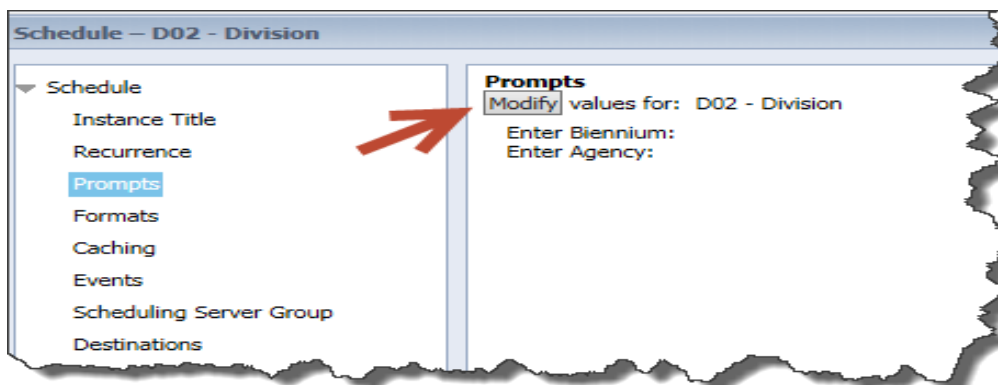 Schedule – D02 - Division
Schedule
Instance Title
Recurrence
Prompts
Formats
Caching
Events
Scheduling Server Group
Destinations
Prompts
Modify values for: D02 - Division
Enter Biennium:
Enter Agency: